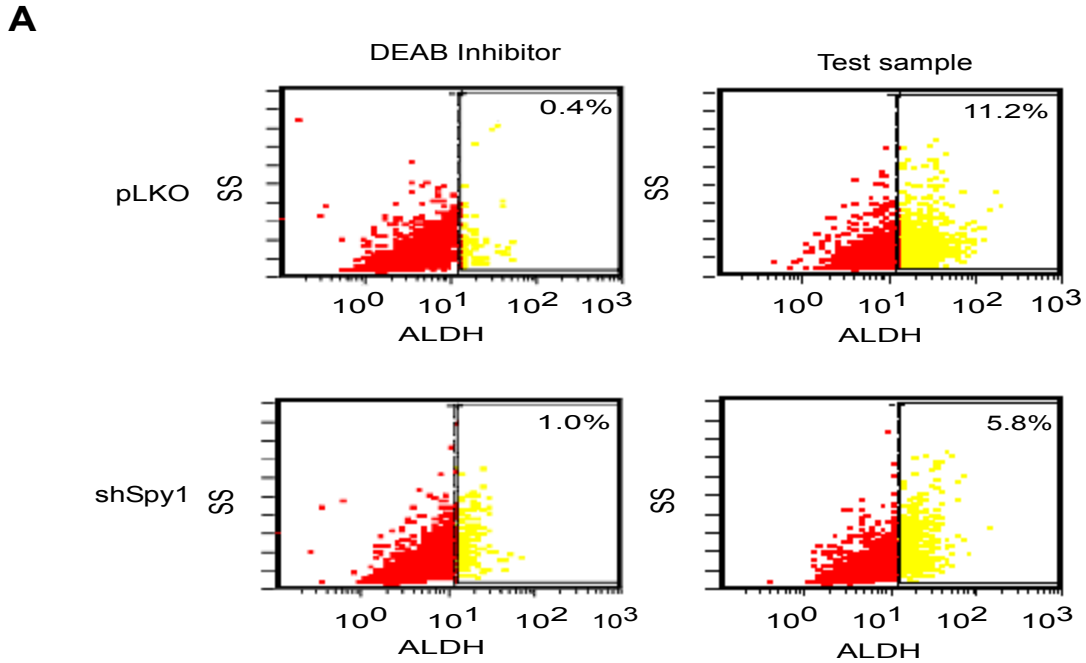 A
DEAB Inhibitor
Test sample
pLKO
SS
0.4%
10⁰ 10¹ 10² 10³
ALDH
SS
11.2%
10⁰ 10¹ 10² 10³
ALDH
shSpy1
SS
1.0%
10⁰ 10¹ 10² 10³
ALDH
SS
5.8%
10⁰ 10¹ 10² 10³
ALDH